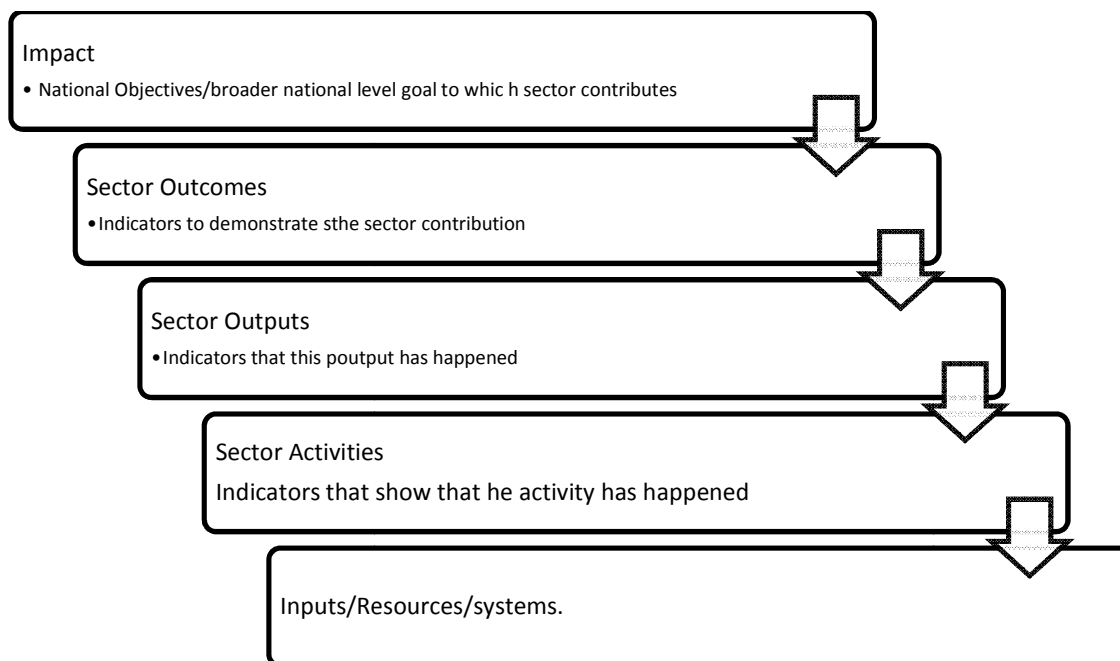 Impact
• National Objectives/broader national level goal to whic h sector contributes
Sector Outcomes
•Indicators to demonstrate sthe sector contribution
Sector Outputs
•Indicators that this poutput has happened
Sector Activities
Indicators that show that he activity has happened
Inputs/Resources/systems.